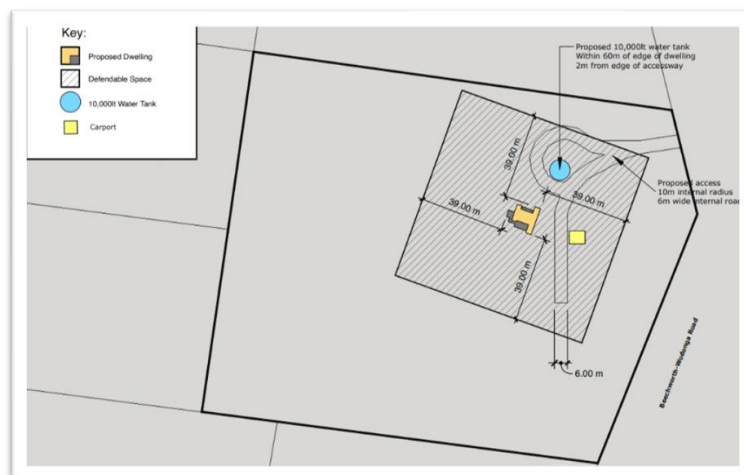 Key:
Proposed Dwelling
Defendable Space
10,000lt Water Tank
Carport
Proposed 10,000lt water tank
Within 60m of edge of dwelling
2m from edge of accessway
39.00 m
39.00 m
39.00 m
39.00 m
Proposed access
10m internal radius
6m wide internal road
6.00 m
Beechworth-Wodonga Road